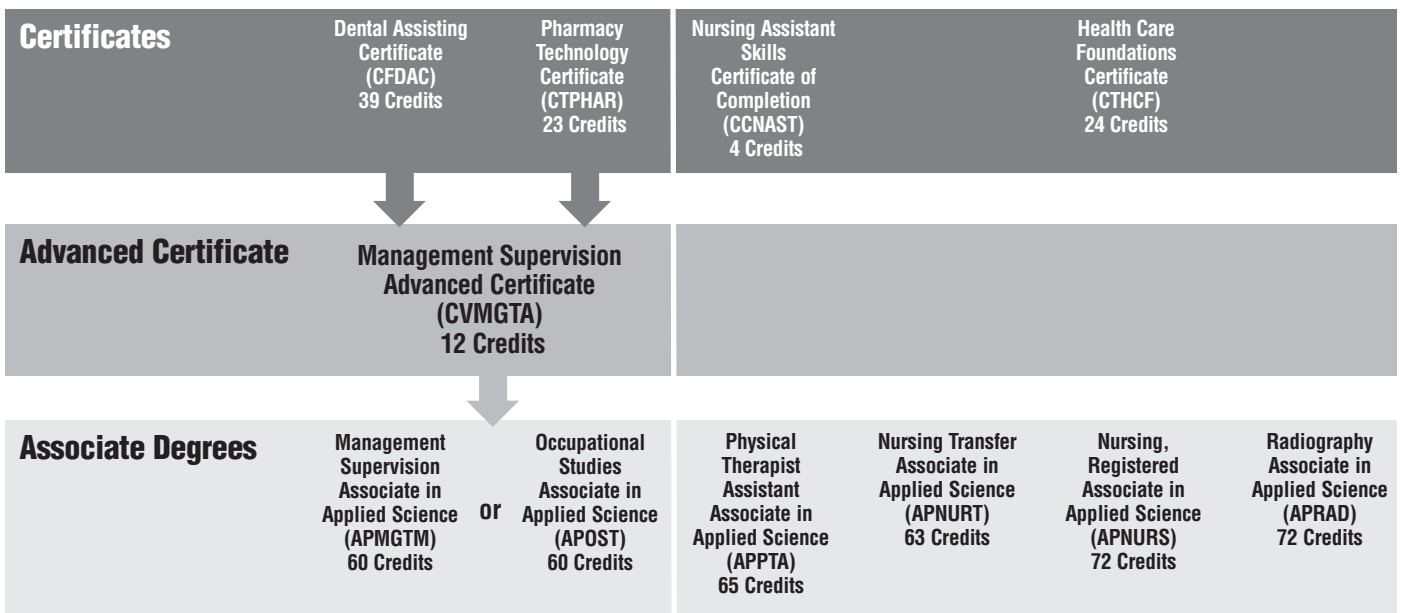 Certificates
Dental Assisting
Certificate
(CFDAC)
39 Credits
Pharmacy
Technology
Certificate
(CTPHAR)
23 Credits
Nursing Assistant
Skills
Certificate of
Completion
(CCNAST)
4 Credits
Health Care
Foundations
Certificate
(CTHCF)
24 Credits
Advanced Certificate
Management Supervision
Advanced Certificate
(CVMGTA)
12 Credits
Associate Degrees
Management
Supervision
Associate in
Applied Science
(APMGTM)
60 Credits
or
Occupational
Studies
Associate in
Applied Science
(APOST)
60 Credits
Physical
Therapist
Assistant
Associate in
Applied Science
(APPTA)
65 Credits
Nursing Transfer
Associate in
Applied Science
(APNURT)
63 Credits
Nursing,
Registered
Associate in
Applied Science
(APNURS)
72 Credits
Radiography
Associate in
Applied Science
(APRAD)
72 Credits